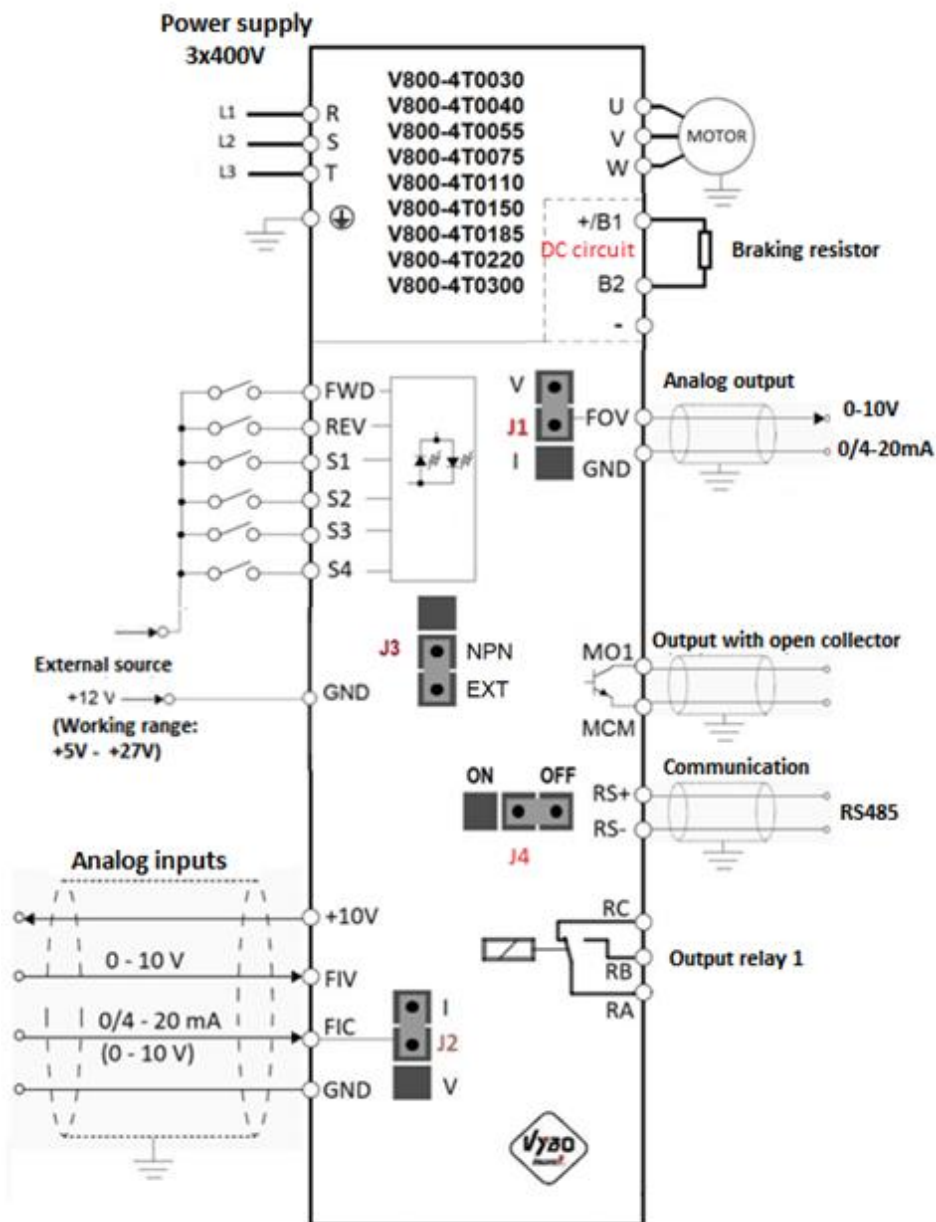 Power supply
3x400V
V800-4T0030
V800-4T0040
V800-4T0055
V800-4T0075
V800-4T0110
V800-4T0150
V800-4T0185
V800-4T0220
V800-4T0300
L1
R
L2
S
L3
T
U
V
W
MOTOR
+/B1
DC circuit
B2
-
Braking resistor
FWD
REV
S1
S2
S3
S4
V
J1
I
FOV
GND
Analog output
0-10V
0/4-20mA
External source
+12 V
(Working range:
+5V - +27V)
GND
J3
NPN
EXT
MO1
MCM
Output with open collector
ON
OFF
J4
RS+
RS-
Communication
RS485
Analog inputs
+10V
0 - 10 V
FIV
0/4 - 20 mA
(0 - 10 V)
FIC
GND
I
J2
V
RC
RB
RA
Output relay 1
VYBO